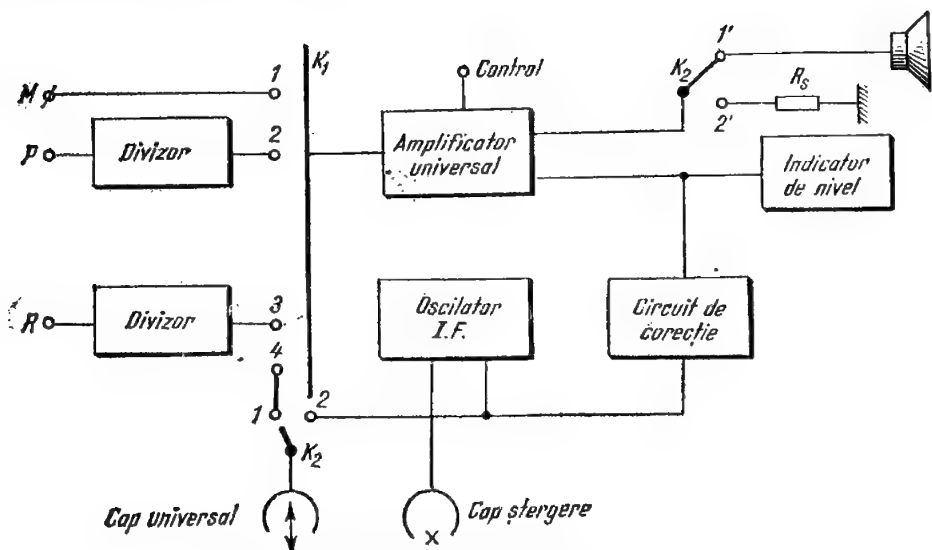 1'
K1
1
Control
K2
Rs
M
2
2'
P
Divizor
Amplificator
universal
Indicator
de nivel
R
Divizor
3
Oscilator
I.F.
Circuit de
corecție
4
1
2
K2
Cap universal
Cap ștergere
X